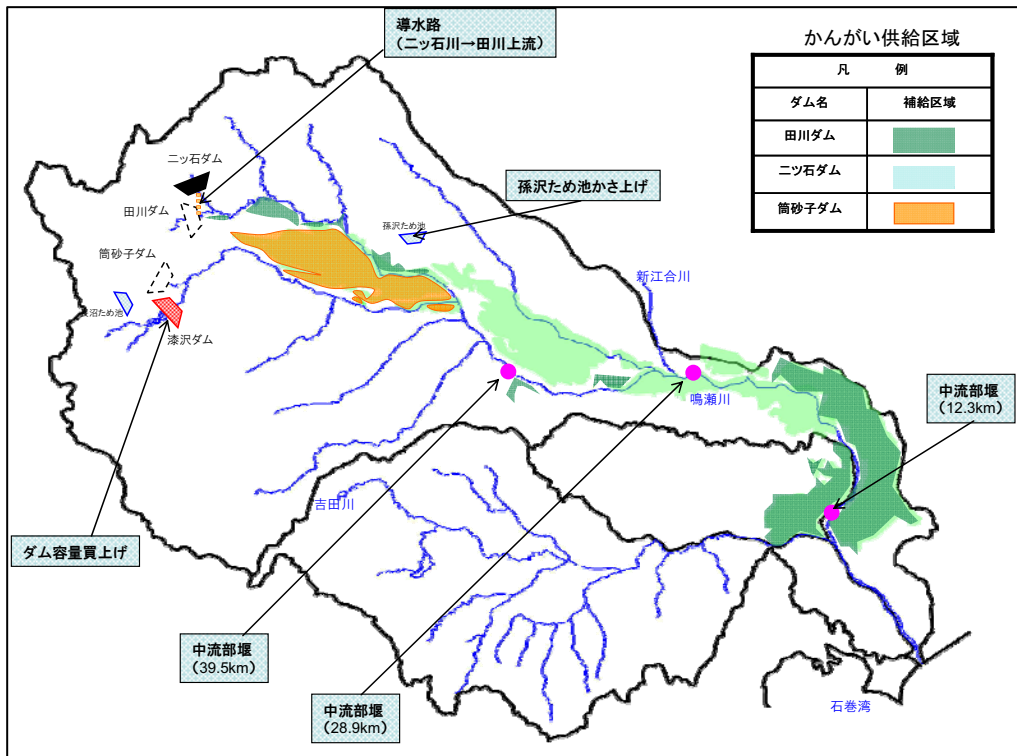 導水路
（二ッ石川→田川上流）
かんがい供給区域
凡 例
ダム名 補給区域
田川ダム
二ツ石ダム
筒砂子ダム
二ッ石ダム
田川ダム
筒砂子ダム
沼ため池
漆沢ダム
孫沢ため池かさ上げ
孫沢ため池
新江合川
鳴瀬川
中流部堰
（12.3km）
吉田川
ダム容量買上げ
中流部堰
（39.5km）
中流部堰
（28.9km）
石巻湾